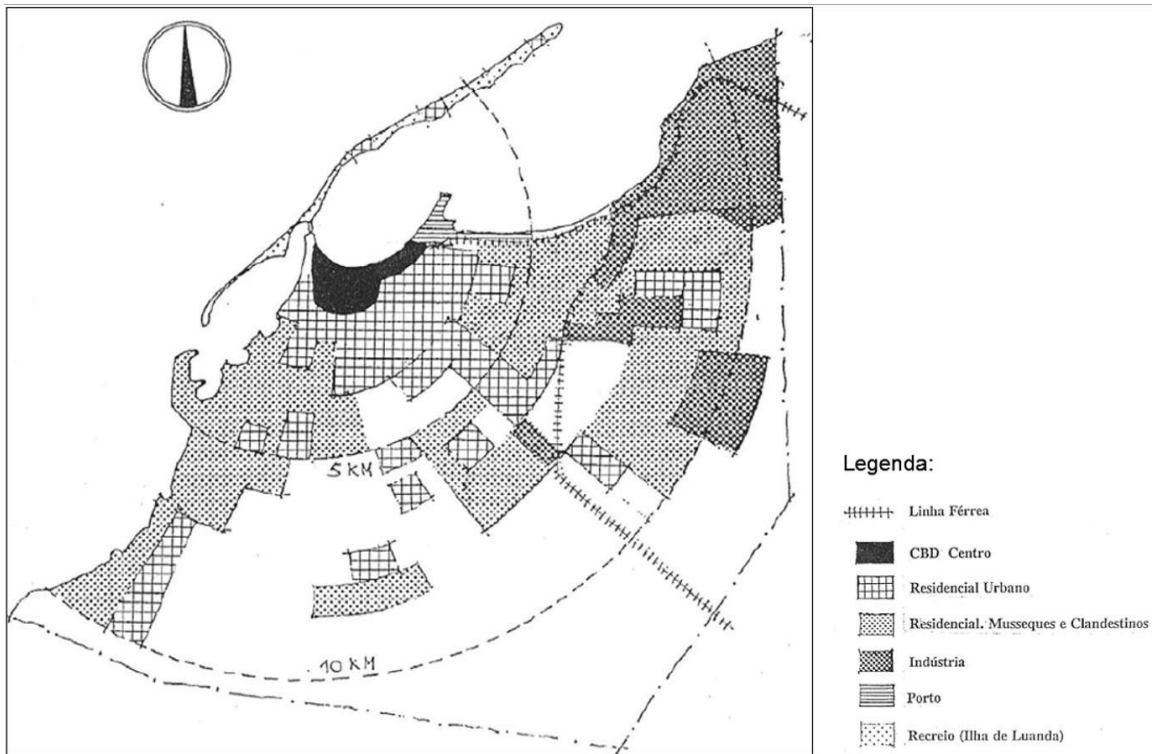 5 KM
10 KM
Legenda:
Linha Férrea
CBD Centro
Residencial Urbano
Residencial. Musseques e Clandestinos
Indústria
Porto
Recreio (Ilha de Luanda)